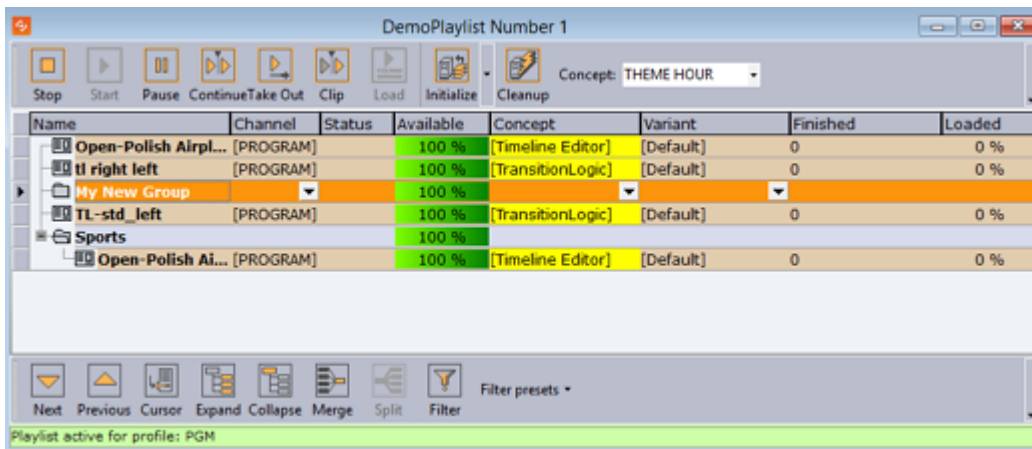 DemoPlaylist Number 1
Stop Start Pause Continue Take Out Clip Load Initialize Cleanup Concept: THEME HOUR
Name Channel Status Available Concept Variant Finished Loaded
Open-Polish Airpl... [PROGRAM] 100 % [Timeline Editor] [Default] 0 0 %
tl right left [PROGRAM] 100 % [TransitionLogic] [Default] 0 0 %
My New Group 100 %
TL-std_left [PROGRAM] 100 % [TransitionLogic] [Default] 0 0 %
Sports 100 %
Open-Polish Ai... [PROGRAM] 100 % [Timeline Editor] [Default] 0 0 %
Next Previous Cursor Expand Collapse Merge Split Filter Filter presets
Playlist active for profile: PGM